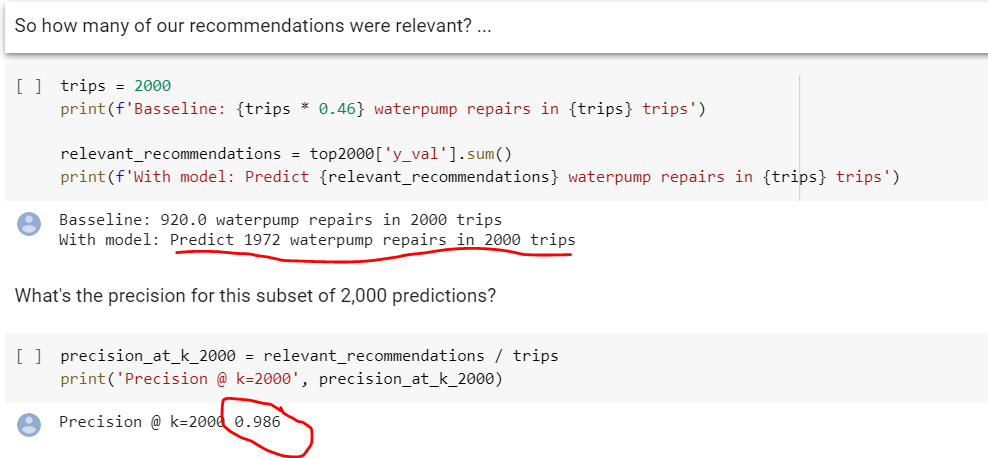 So how many of our recommendations were relevant? ...
[ ] trips = 2000
print(f'Basseline: {trips * 0.46} waterpump repairs in {trips} trips')
relevant_recommendations = top2000['y_val'].sum()
print(f'With model: Predict {relevant_recommendations} waterpump repairs in {trips} trips')
Basseline: 920.0 waterpump repairs in 2000 trips
With model: Predict 1972 waterpump repairs in 2000 trips
What's the precision for this subset of 2,000 predictions?
[ ] precision_at_k_2000 = relevant_recommendations / trips
print('Precision @ k=2000', precision_at_k_2000)
Precision @ k=2000 0.986